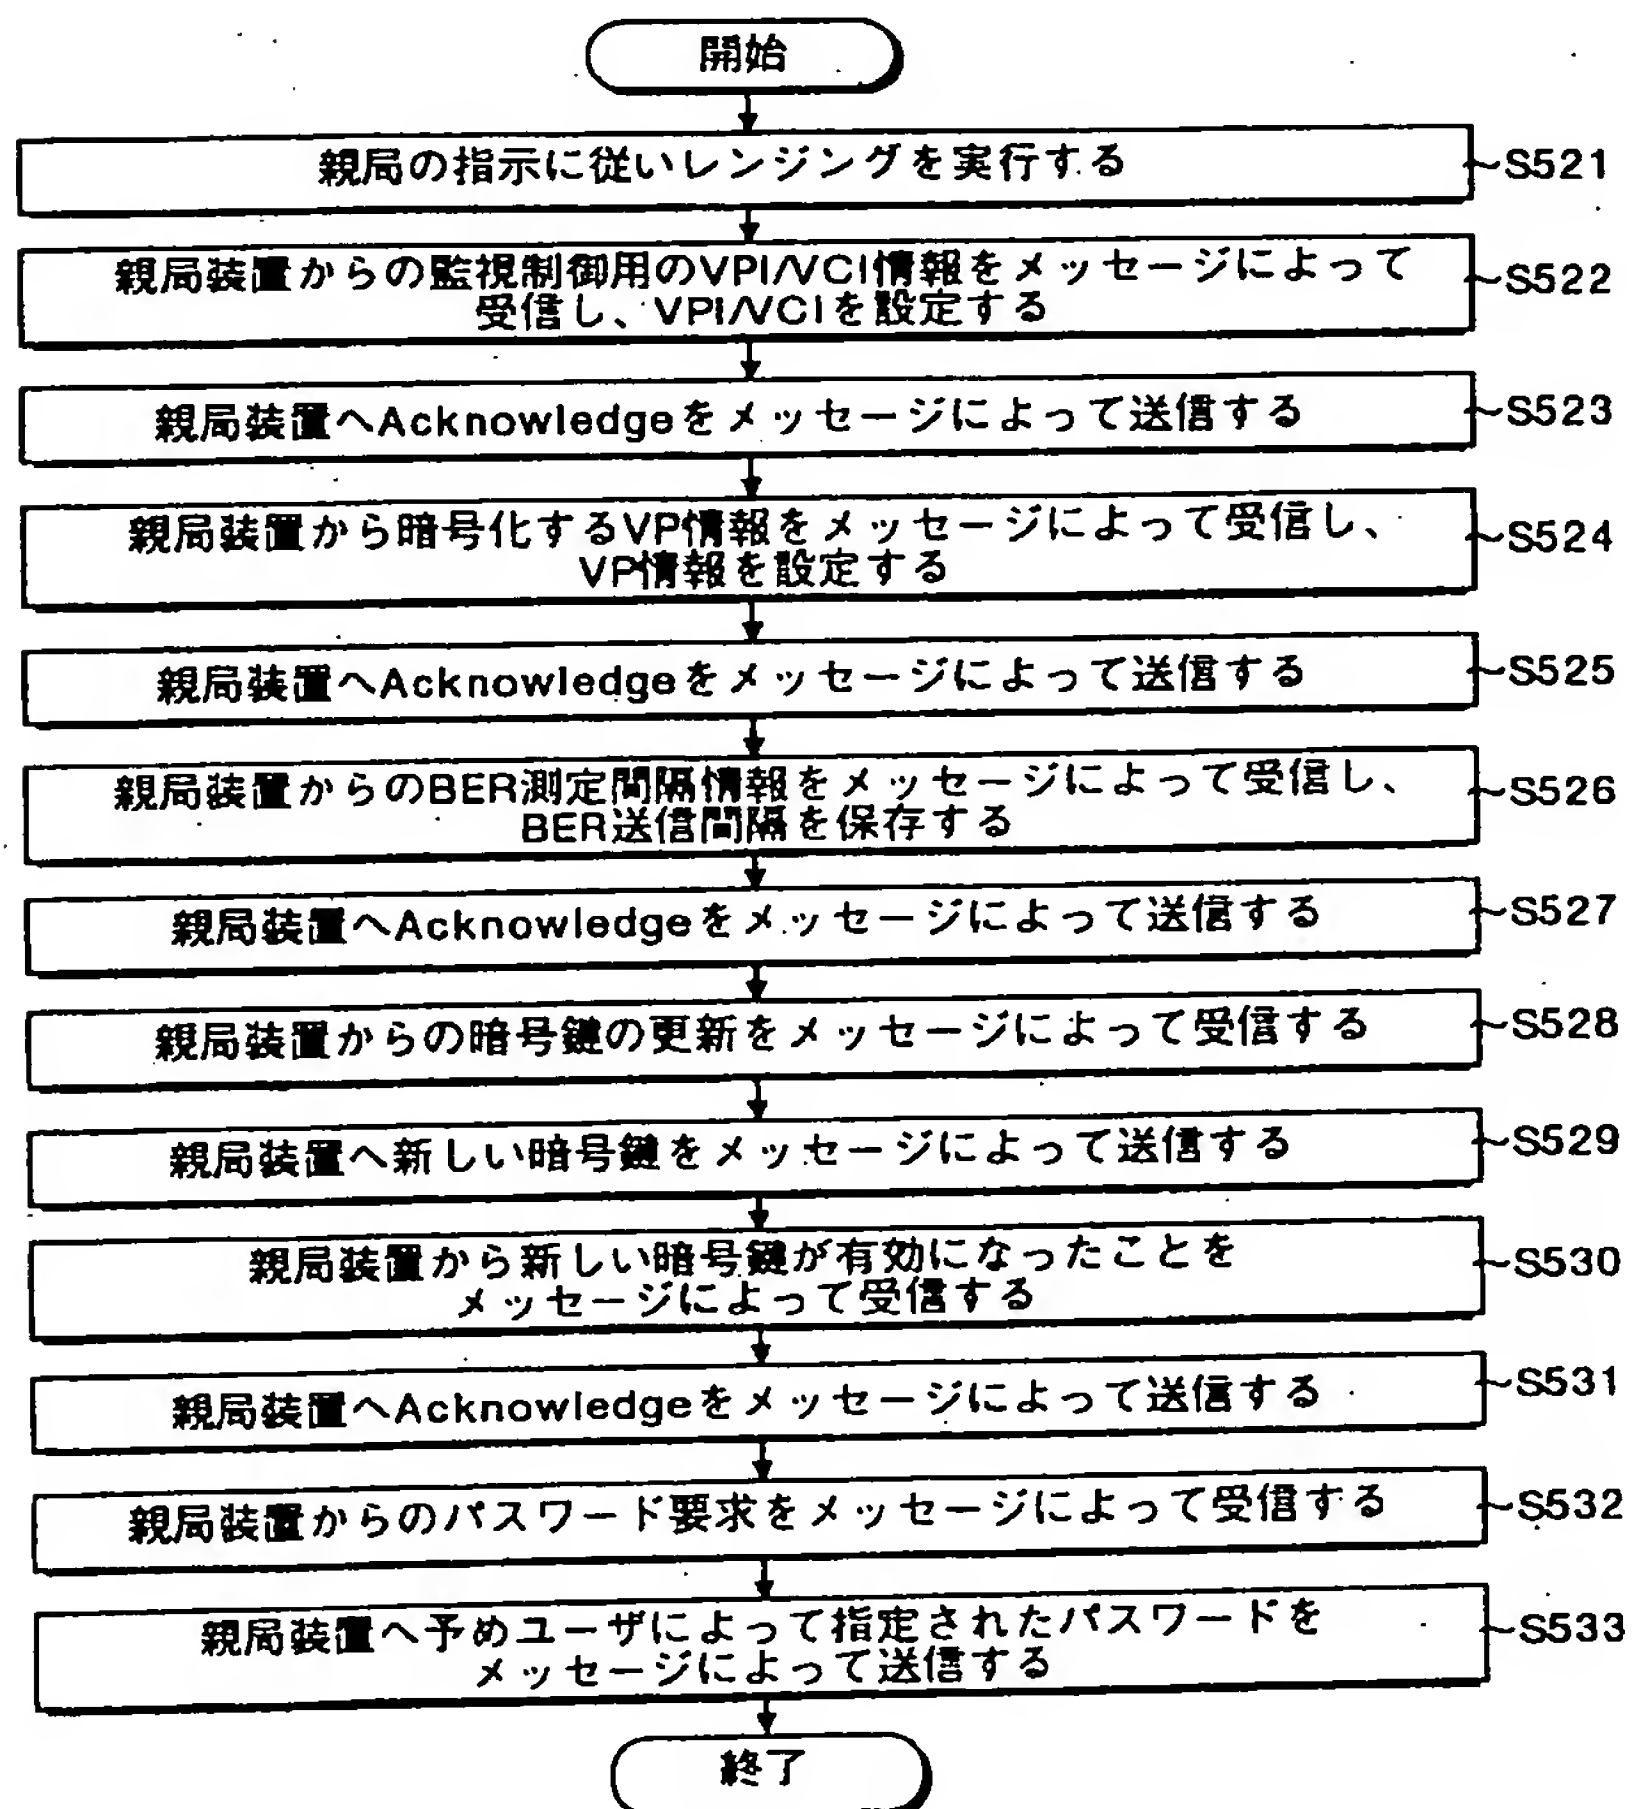 開始
親局の指示に従いレンジングを実行する
S521
親局装置からの監視制御用のVPI/VCI情報をメッセージによって
受信し、VPI/VCIを設定する
S522
親局装置へAcknowledgeをメッセージによって送信する
S523
親局装置から暗号化するVP情報をメッセージによって受信し、
VP情報を設定する
S524
親局装置へAcknowledgeをメッセージによって送信する
S525
親局装置からのBER測定間隔情報をメッセージによって受信し、
BER送信間隔を保存する
S526
親局装置へAcknowledgeをメッセージによって送信する
S527
親局装置からの暗号鍵の更新をメッセージによって受信する
S528
親局装置へ新しい暗号鍵をメッセージによって送信する
S529
親局装置から新しい暗号鍵が有効になったことを
メッセージによって受信する
S530
親局装置へAcknowledgeをメッセージによって送信する
S531
親局装置からのパスワード要求をメッセージによって受信する
S532
親局装置へ予めユーザによって指定されたパスワードを
メッセージによって送信する
S533
終了